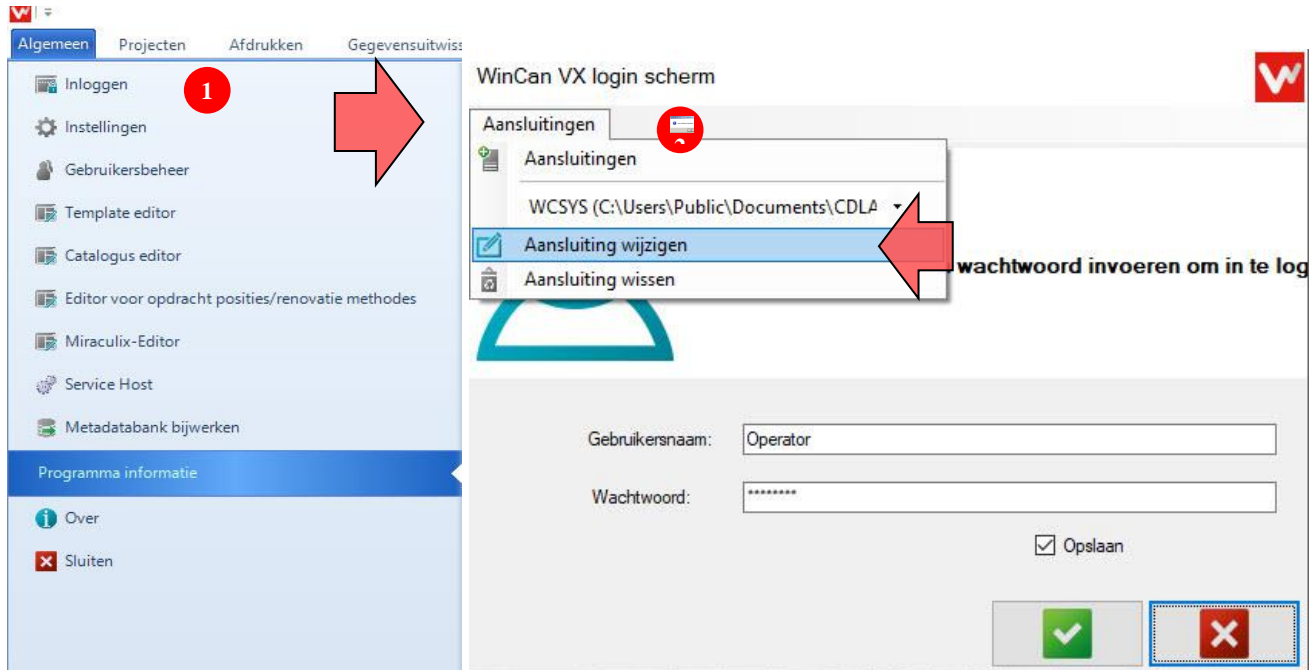 Algemeen Projecten Afdrukken Gegevensuitwiss
Inloggen
1
Instellingen
Gebruikersbeheer
Template editor
Catalogus editor
Editor voor opdracht posities/renovatie methodes
Miraculix-Editor
Service Host
Metadatabank bijwerken
Programma informatie
Over
Sluiten
WinCan VX login scherm
Aansluitingen
Aansluitingen
WCSYS (C:\Users\Public\Documents\CDLA
Aansluiting wijzigen
Aansluiting wissen
wachtwoord invoeren om in te log
Gebruikersnaam: Operator
Wachtwoord: ********
Opslaan